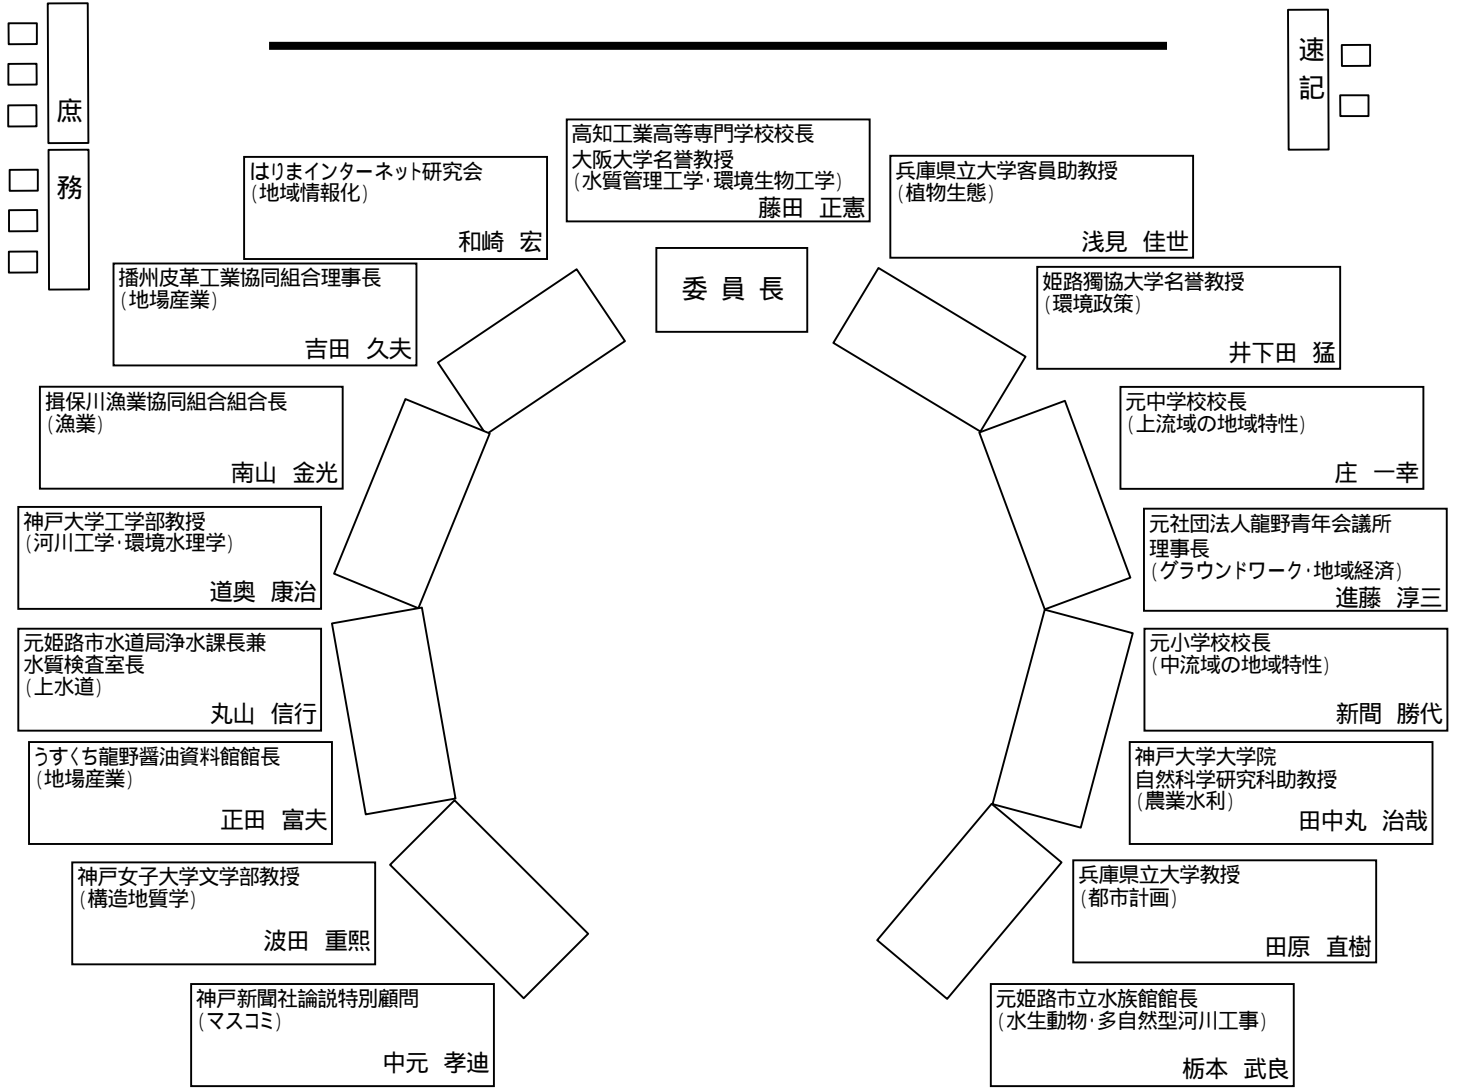 庶
務
速
記
高知工業高等専門学校校長
大阪大学名誉教授
(水質管理工学・環境生物工学)
藤田 正憲
委 員 長
はりまインターネット研究会
(地域情報化)
和崎 宏
播州皮革工業協同組合理事長
(地場産業)
吉田 久夫
揖保川漁業協同組合組合長
(漁業)
南山 金光
神戸大学工学部教授
(河川工学・環境水理学)
道奥 康治
元姫路市水道局浄水課長兼
水質検査室長
(上水道)
丸山 信行
うすくち龍野醤油資料館館長
(地場産業)
正田 富夫
神戸女子大学文学部教授
(構造地質学)
波田 重熙
神戸新聞社論説特別顧問
(マスコミ)
中元 孝迪
兵庫県立大学客員助教授
(植物生態)
浅見 佳世
姫路獨協大学名誉教授
(環境政策)
井下田 猛
元中学校校長
(上流域の地域特性)
庄 一幸
元社団法人龍野青年会議所
理事長
(グラウンドワーク・地域経済)
進藤 淳三
元小学校校長
(中流域の地域特性)
新間 勝代
神戸大学大学院
自然科学研究科助教授
(農業水利)
田中丸 治哉
兵庫県立大学教授
(都市計画)
田原 直樹
元姫路市立水族館館長
(水生動物・多自然型河川工事)
栃本 武良